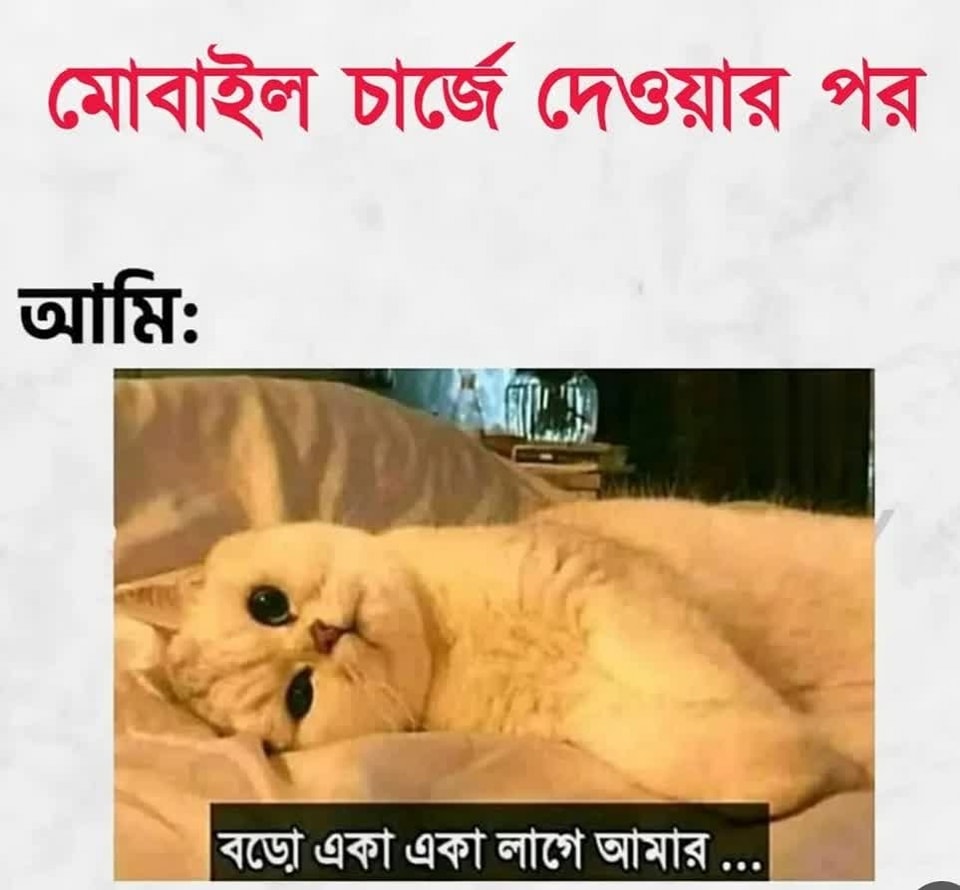 মোবাইল চার্জে দেওয়ার পর
আমি:
বড়ো একা একা লাগে আমার ...